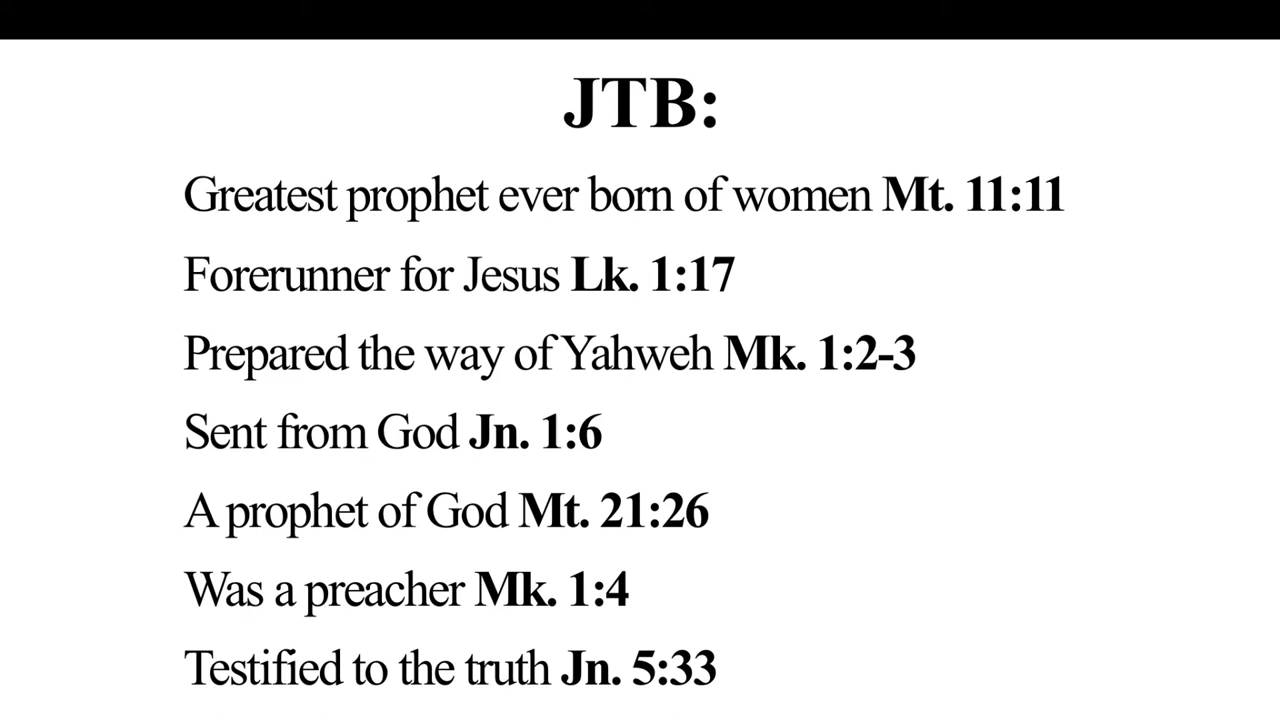 JTB:
Greatest prophet ever born of women Mt. 11:11
Forerunner for Jesus Lk. 1:17
Prepared the way of Yahweh Mk. 1:2-3
Sent from God Jn. 1:6
A prophet of God Mt. 21:26
Was a preacher Mk. 1:4
Testified to the truth Jn. 5:33